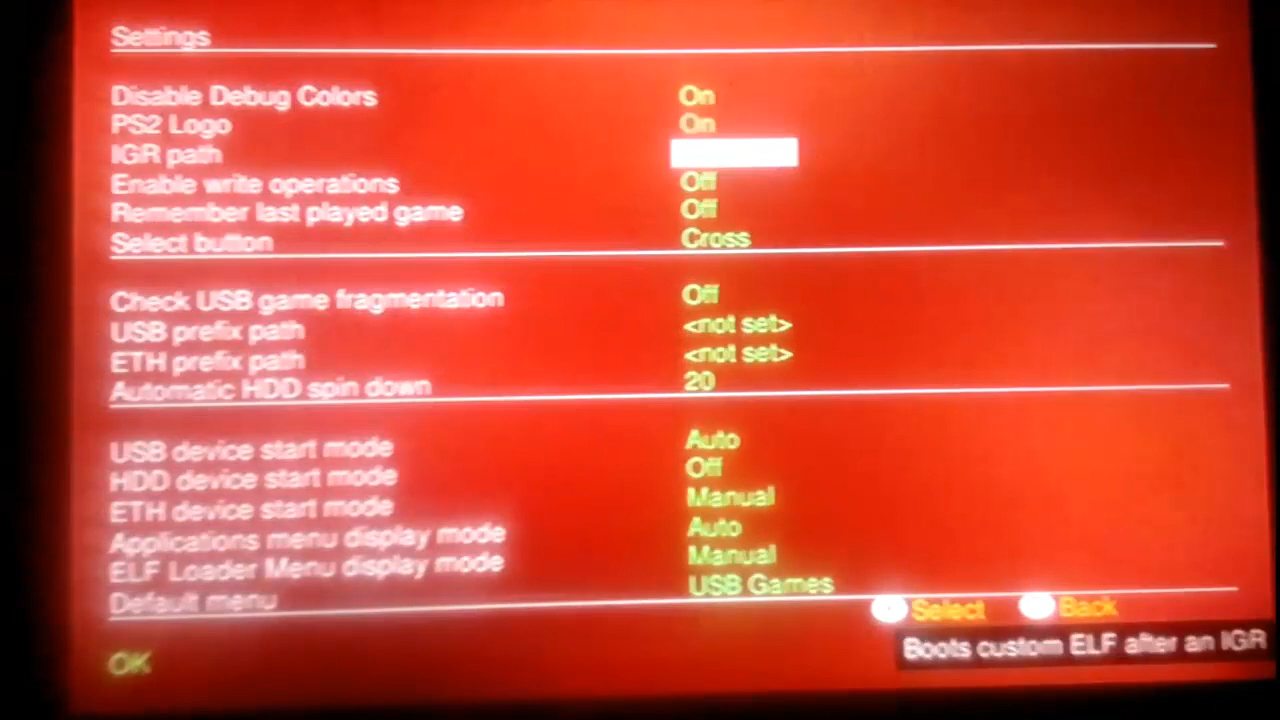 Settings
Disable Debug Colors On
PS2 Logo On
IGR path
Enable write operations Off
Remember last played game Off
Select button Cross
Check USB game fragmentation Off
USB prefix path <not set>
ETH prefix path <not set>
Automatic HDD spin down 20
USB device start mode Auto
HDD device start mode Off
ETH device start mode Manual
Applications menu display mode Auto
ELF Loader Menu display mode Manual
Default menu USB Games
Select Back
Boots custom ELF after an IGR
OK